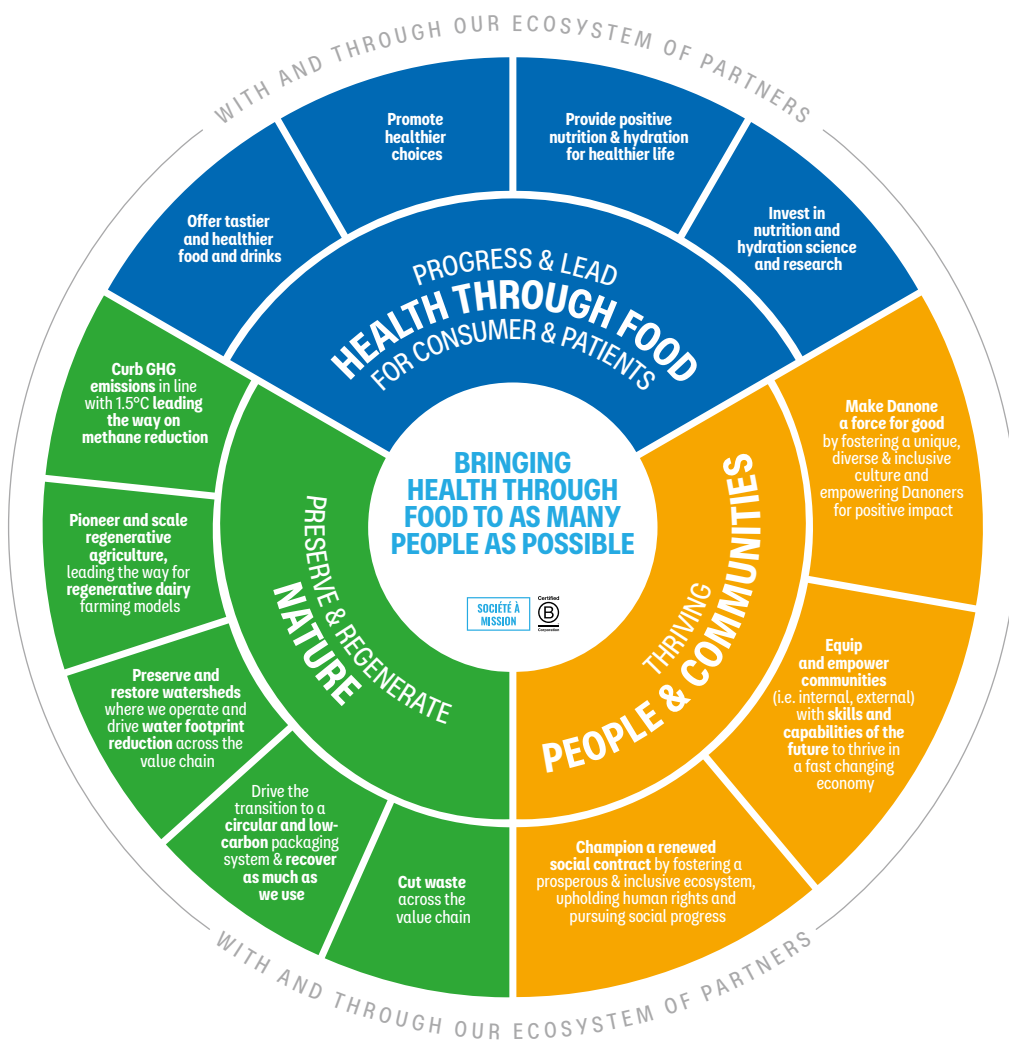 WITH AND THROUGH OUR ECOSYSTEM OF PARTNERS
Promote
healthier
choices
Provide positive
nutrition & hydration
for healthier life
Offer tastier
and healthier
food and drinks
Invest in
nutrition and
hydration science
and research
PROGRESS & LEAD
HEALTH THROUGH FOOD
FOR CONSUMER & PATIENTS
Curb GHG
emissions in line
with 1.5°C leading
the way on
methane reduction
Pioneer and scale
regenerative
agriculture,
leading the way for
regenerative dairy
farming models
Preserve and
restore watersheds
where we operate and
drive water footprint
reduction across the
value chain
Drive the
transition to a
circular and low-
carbon packaging
system & recover
as much as
we use
Cut waste
across the
value chain
PRESERVE & REGENERATE
NATURE
BRINGING
HEALTH THROUGH
FOOD TO AS MANY
PEOPLE AS POSSIBLE
SOCIÉTÉ À
MISSION
Certified
B
Corporation
THRIVING
PEOPLE & COMMUNITIES
Make Danone
a force for good
by fostering a unique,
diverse & inclusive
culture and
empowering Danoners
for positive impact
Equip
and empower
communities
(i.e. internal, external)
with skills and
capabilities of the
future to thrive in
a fast changing
economy
Champion a renewed
social contract by fostering a
prosperous & inclusive ecosystem,
upholding human rights and
pursuing social progress
WITH AND THROUGH OUR ECOSYSTEM OF PARTNERS